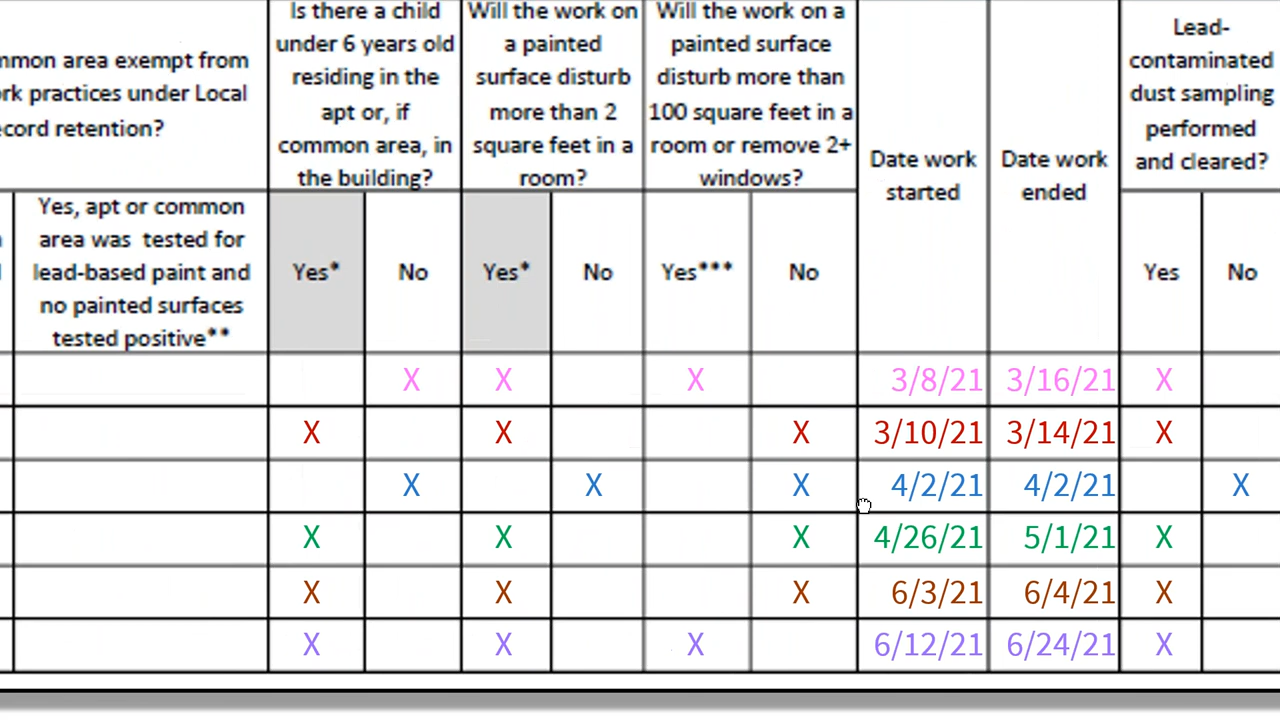 mmon area exempt from
rk practices under Local
cord retention?
Is there a child
under 6 years old
residing in the
apt or, if
common area, in
the building?
Will the work on
a painted
surface disturb
more than 2
square feet in a
room?
Will the work on a
painted surface
disturb more than
100 square feet in a
room or remove 2+
windows?
Date work
started
Date work
ended
Lead-
contaminated
dust sampling
performed
and cleared?
Yes, apt or common
area was tested for
lead-based paint and
no painted surfaces
tested positive**
Yes*
No
Yes*
No
Yes***
No
Yes
No
X X X 3/8/21 3/16/21 X
X X X 3/10/21 3/14/21 X
X X X 4/2/21 4/2/21 X
X X X 4/26/21 5/1/21 X
X X X 6/3/21 6/4/21 X
X X X 6/12/21 6/24/21 X